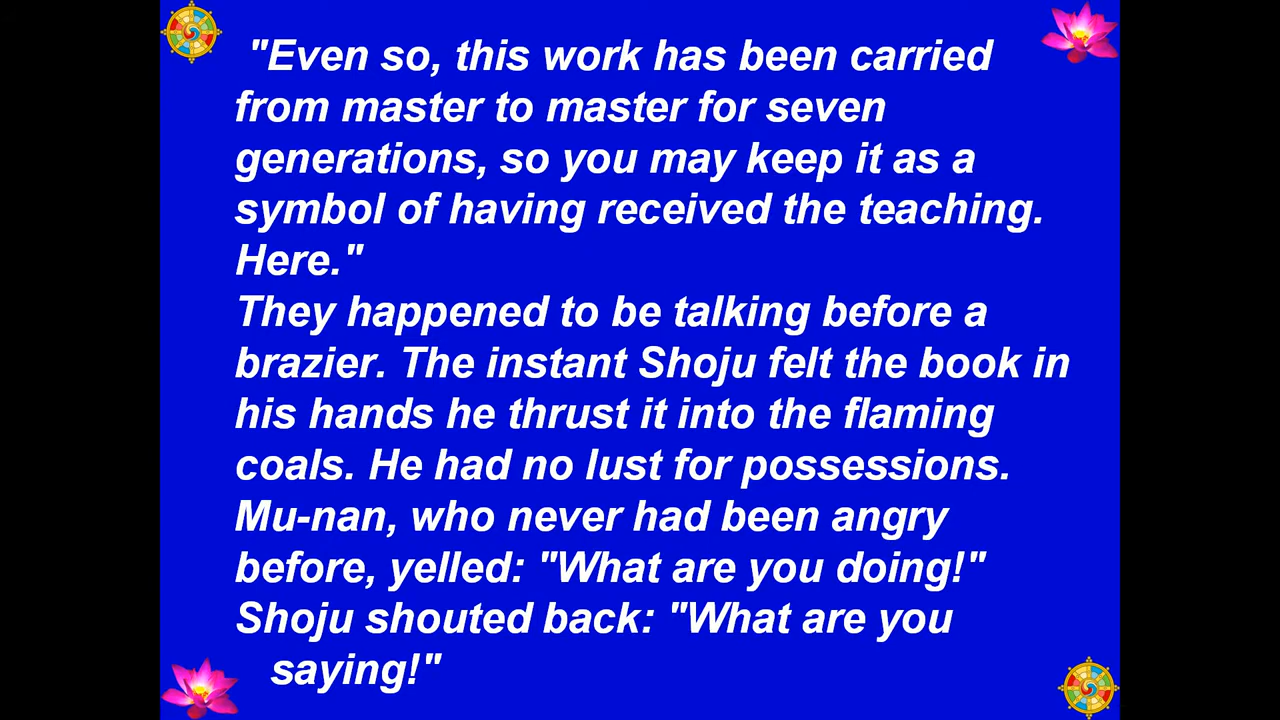 "Even so, this work has been carried
from master to master for seven
generations, so you may keep it as a
symbol of having received the teaching.
Here."
They happened to be talking before a
brazier. The instant Shoju felt the book in
his hands he thrust it into the flaming
coals. He had no lust for possessions.
Mu-nan, who never had been angry
before, yelled: "What are you doing!"
Shoju shouted back: "What are you
saying!"